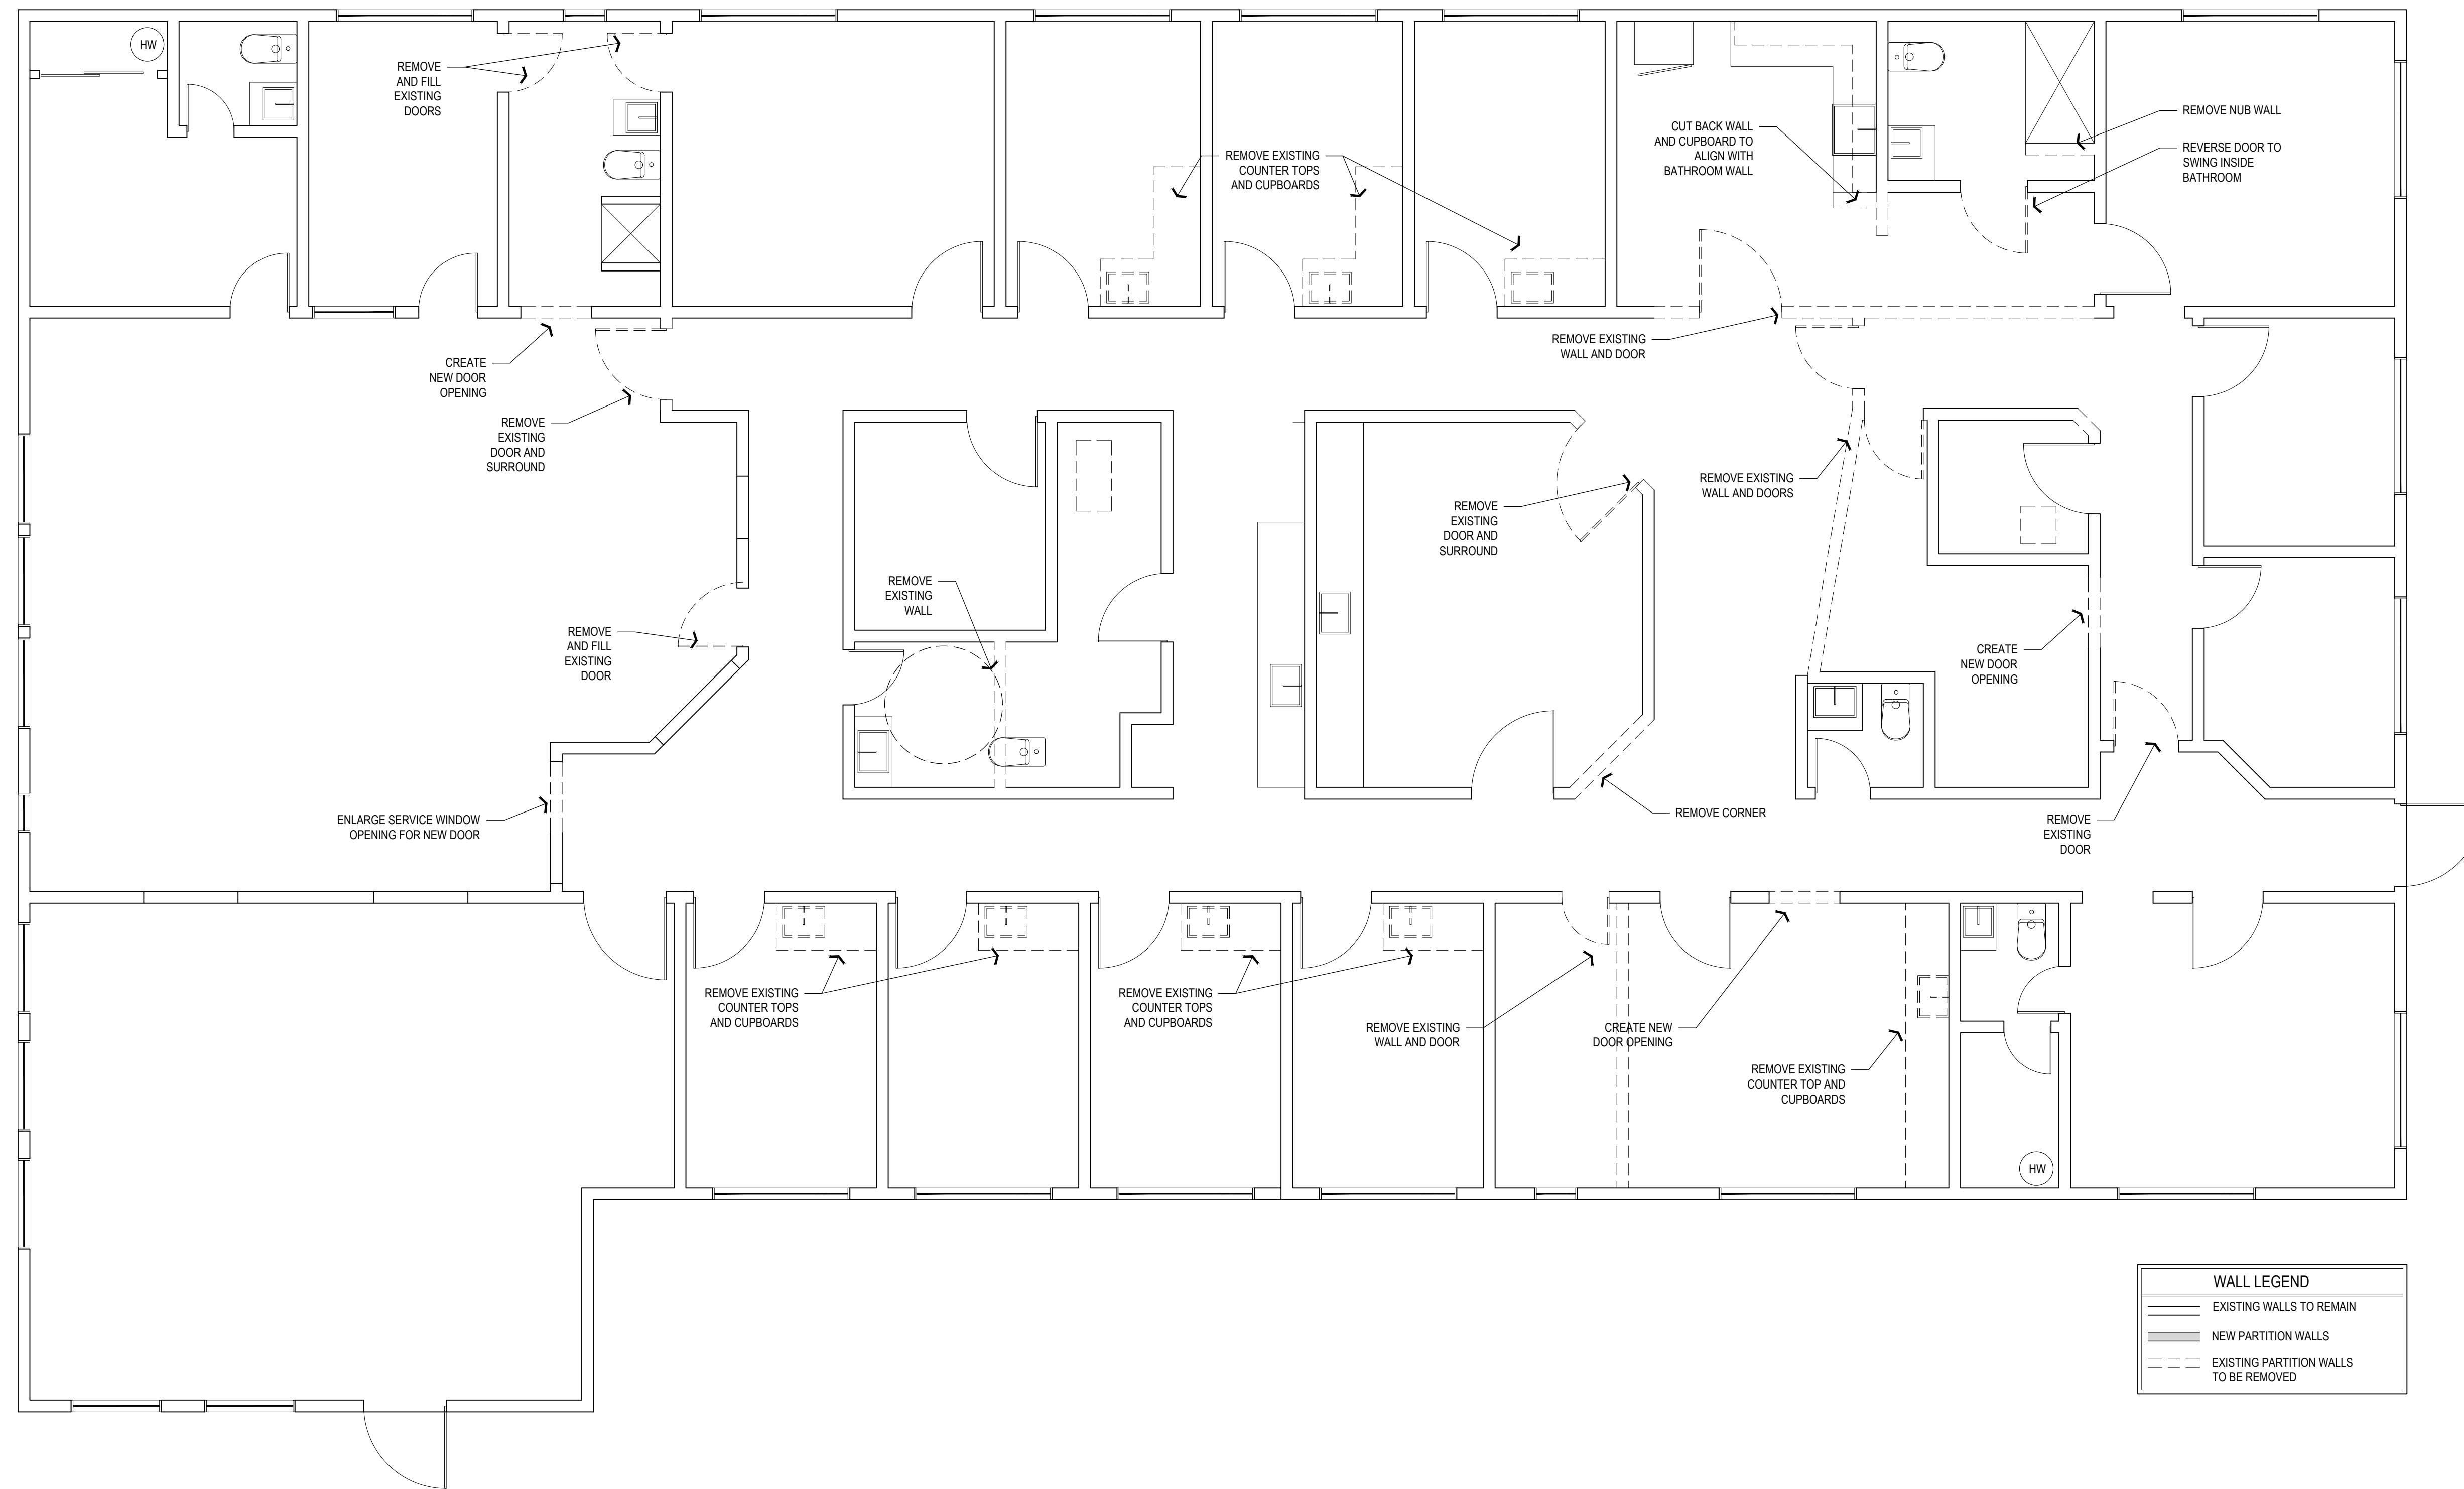 HW
REMOVE
AND FILL
EXISTING
DOORS
REMOVE EXISTING
COUNTER TOPS
AND CUPBOARDS
CUT BACK WALL
AND CUPBOARD TO
ALIGN WITH
BATHROOM WALL
REMOVE NUB WALL
REVERSE DOOR TO
SWING INSIDE
BATHROOM
CREATE
NEW DOOR
OPENING
REMOVE
EXISTING
DOOR AND
SURROUND
REMOVE EXISTING
WALL AND DOOR
REMOVE
EXISTING
DOOR AND
SURROUND
REMOVE EXISTING
WALL AND DOORS
REMOVE
EXISTING
WALL
REMOVE
AND FILL
EXISTING
DOOR
CREATE
NEW DOOR
OPENING
ENLARGE SERVICE WINDOW
OPENING FOR NEW DOOR
REMOVE CORNER
REMOVE
EXISTING
DOOR
REMOVE EXISTING
COUNTER TOPS
AND CUPBOARDS
REMOVE EXISTING
COUNTER TOPS
AND CUPBOARDS
REMOVE EXISTING
WALL AND DOOR
CREATE NEW
DOOR OPENING
REMOVE EXISTING
COUNTER TOP AND
CUPBOARDS
HW
WALL LEGEND
EXISTING WALLS TO REMAIN
NEW PARTITION WALLS
EXISTING PARTITION WALLS
TO BE REMOVED